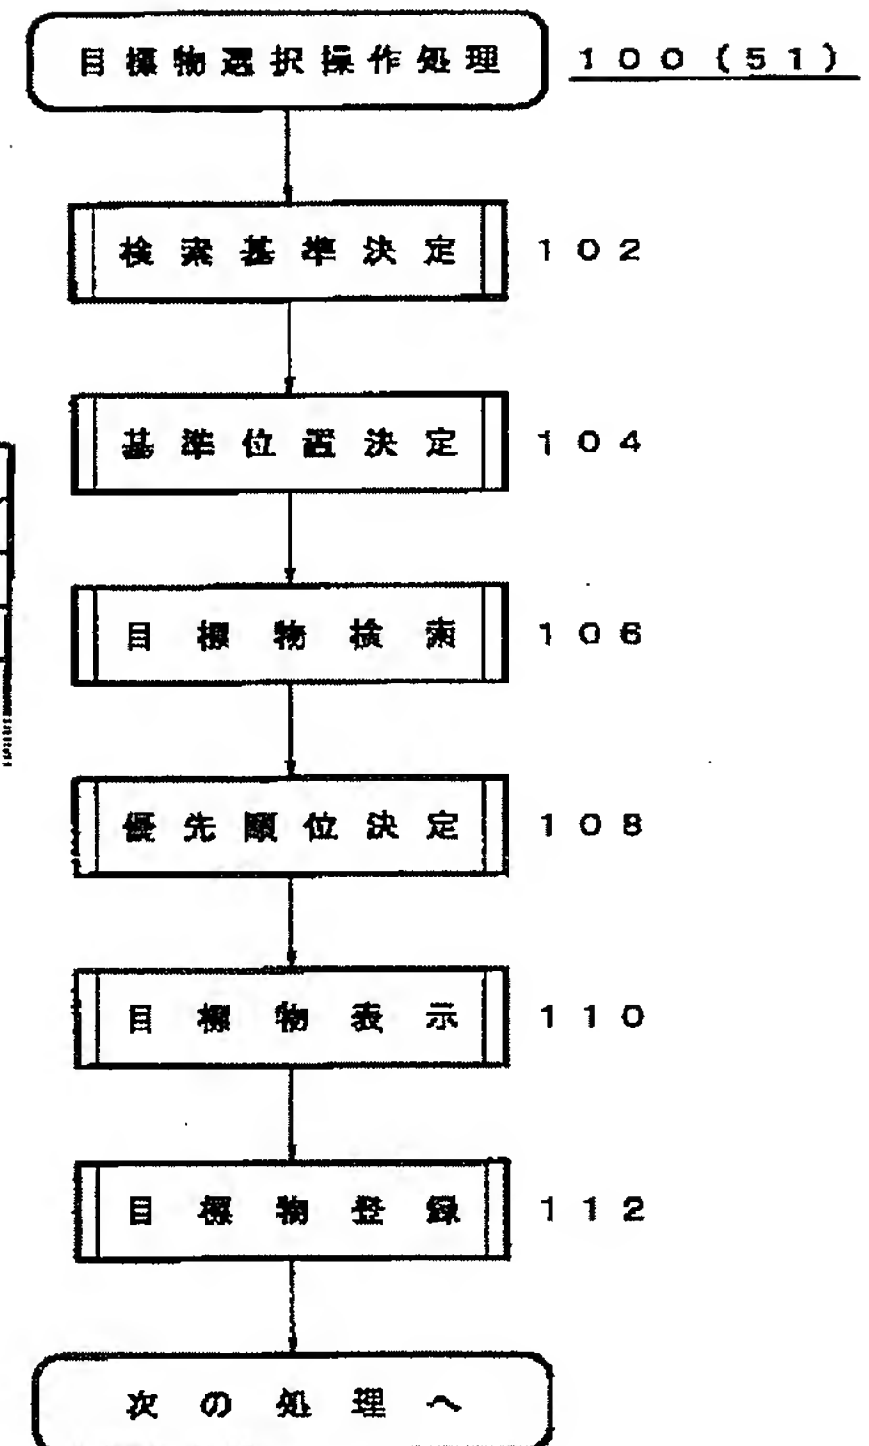 目標物選択操作処理 100(51)
検索基準決定 102
基準位置決定 104
目標物検索 106
優先順位決定 108
目標物表示 110
目標物登録 112
次の処理へ